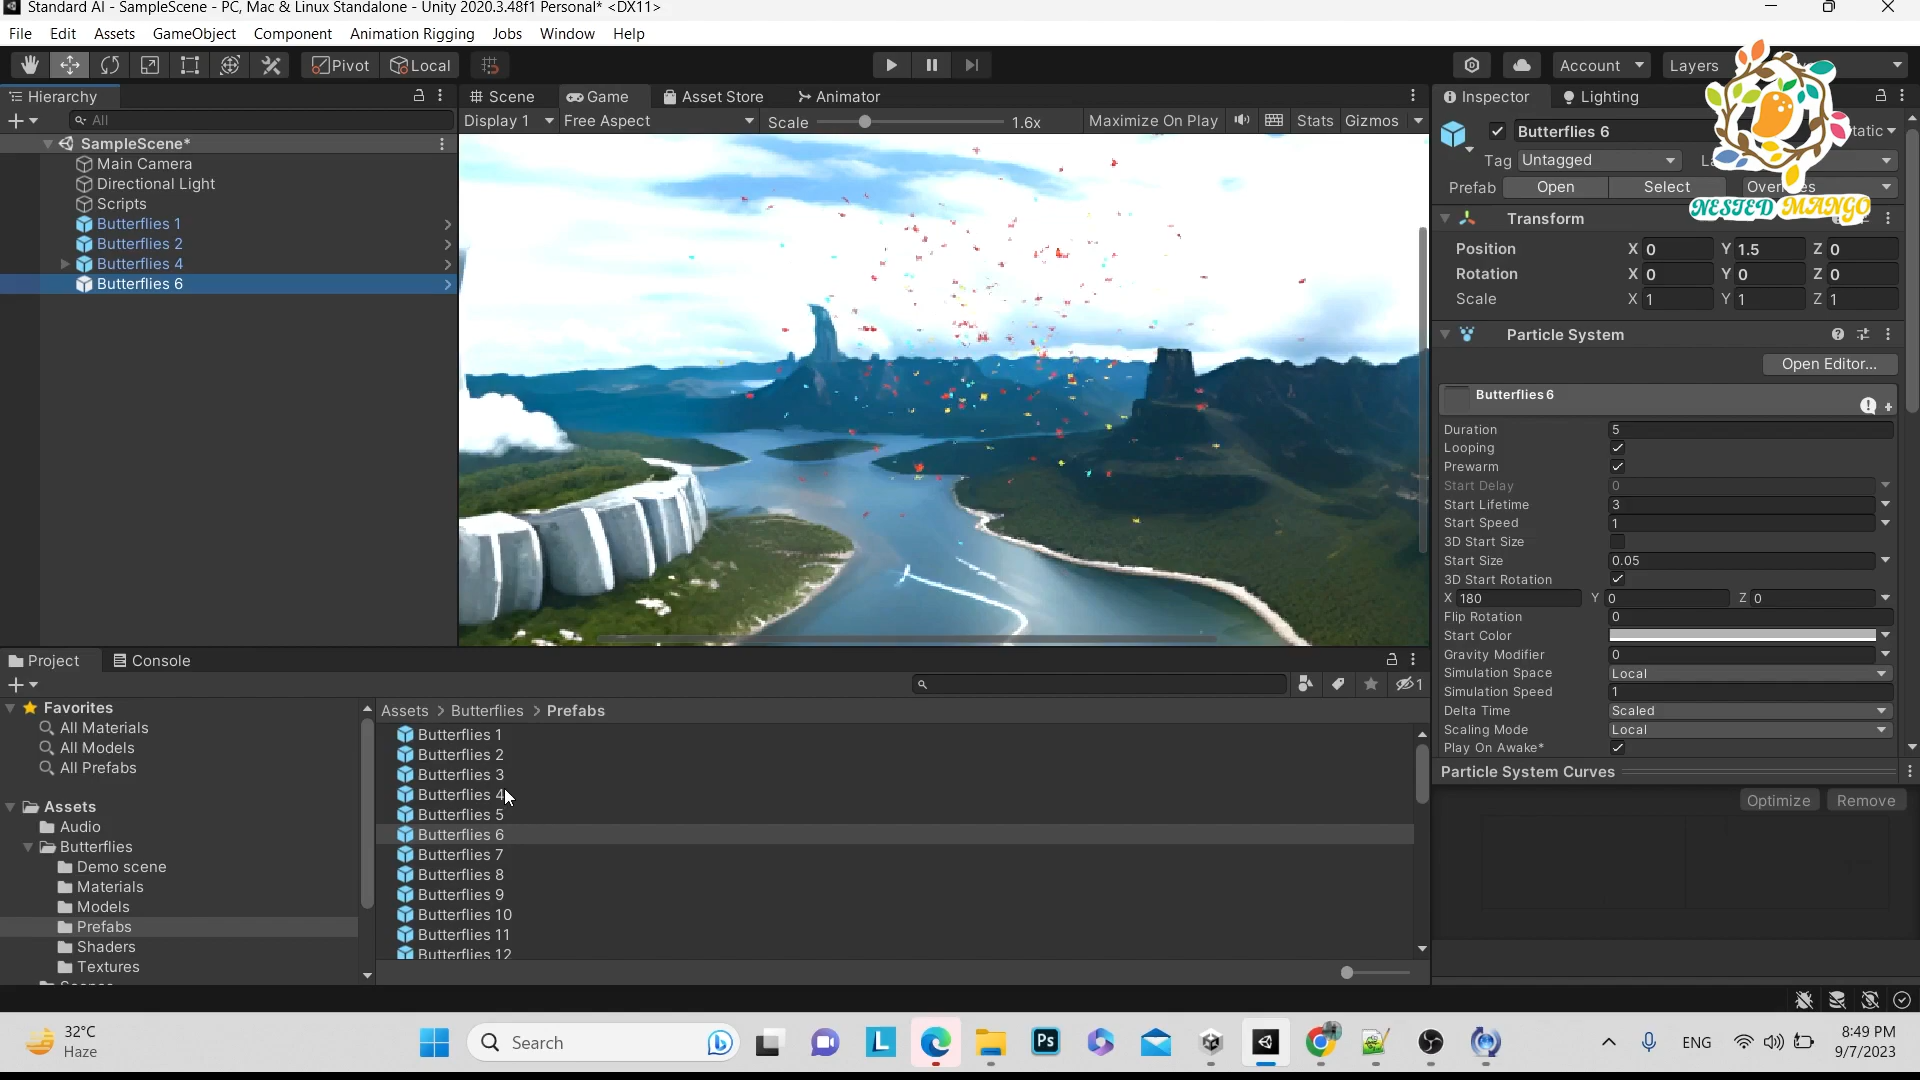 Standard AI - SampleScene - PC, Mac & Linux Standalone - Unity 2020.3.48f1 Personal* <DX11>
File Edit Assets GameObject Component Animation Rigging Jobs Window Help
Pivot Local
Account
Layers
Hierarchy
All
SampleScene*
Main Camera
Directional Light
Scripts
Butterflies 1
Butterflies 2
Butterflies 4
Butterflies 6
Scene Game Asset Store Animator
Display 1 Free Aspect Scale 1.6x Maximize On Play Stats Gizmos
Inspector Lighting
Butterflies 6
Tag Untagged
Prefab Open Select
NESTED MANGO
Transform
Position X 0 Y 1.5 Z 0
Rotation X 0 Y 0 Z 0
Scale X 1 Y 1 Z 1
Particle System
Open Editor...
Butterflies 6
Duration 5
Looping
Prewarm
Start Delay 0
Start Lifetime 3
Start Speed 1
3D Start Size
Start Size 0.05
3D Start Rotation
X 180 Y 0 Z 0
Flip Rotation 0
Start Color
Gravity Modifier 0
Simulation Space Local
Simulation Speed 1
Delta Time Scaled
Scaling Mode Local
Play On Awake*
Particle System Curves
Optimize Remove
Project Console
1
Favorites
All Materials
All Models
All Prefabs
Assets
Audio
Butterflies
Demo scene
Materials
Models
Prefabs
Shaders
Textures
Assets > Butterflies > Prefabs
Butterflies 1
Butterflies 2
Butterflies 3
Butterflies 4
Butterflies 5
Butterflies 6
Butterflies 7
Butterflies 8
Butterflies 9
Butterflies 10
Butterflies 11
Butterflies 12
32°C
Haze
Search
L
Ps
ENG
8:49 PM
9/7/2023